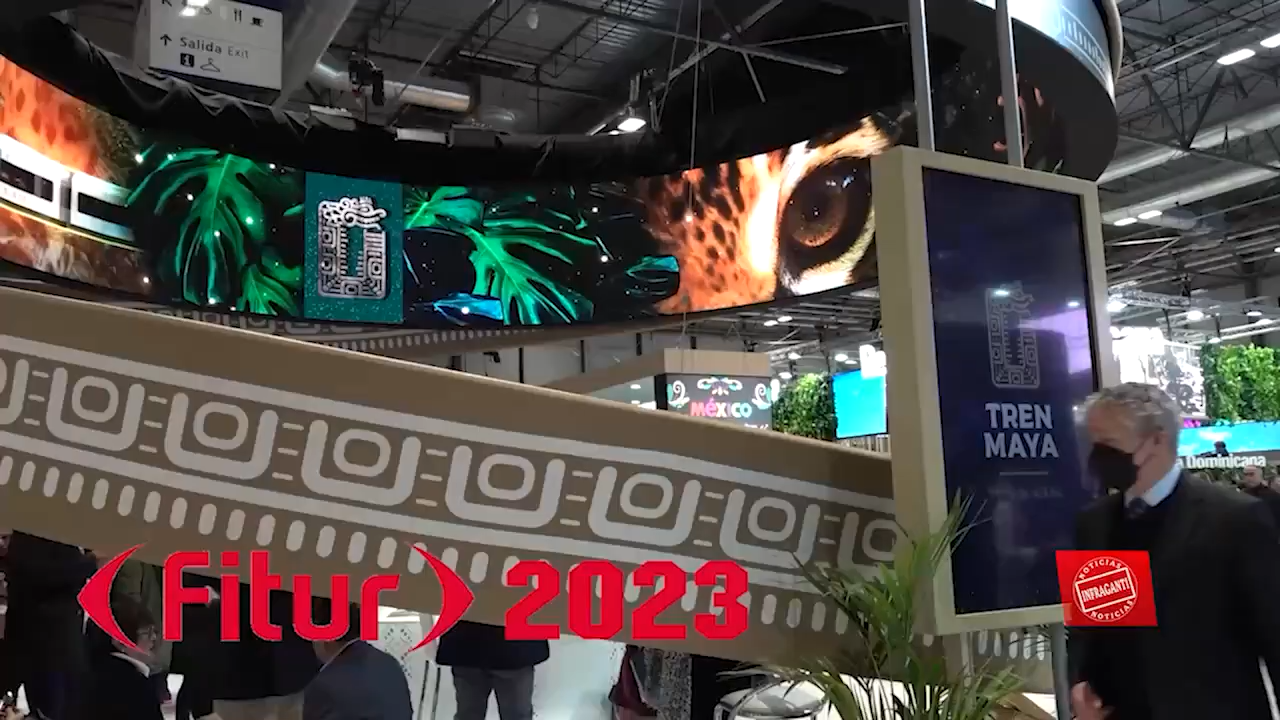 Salida Exit
MéXICO
TREN
MAYA
a Dominicana
Fitur 2023
NOTICIAS
INFRAGANTI
NOTICIAS